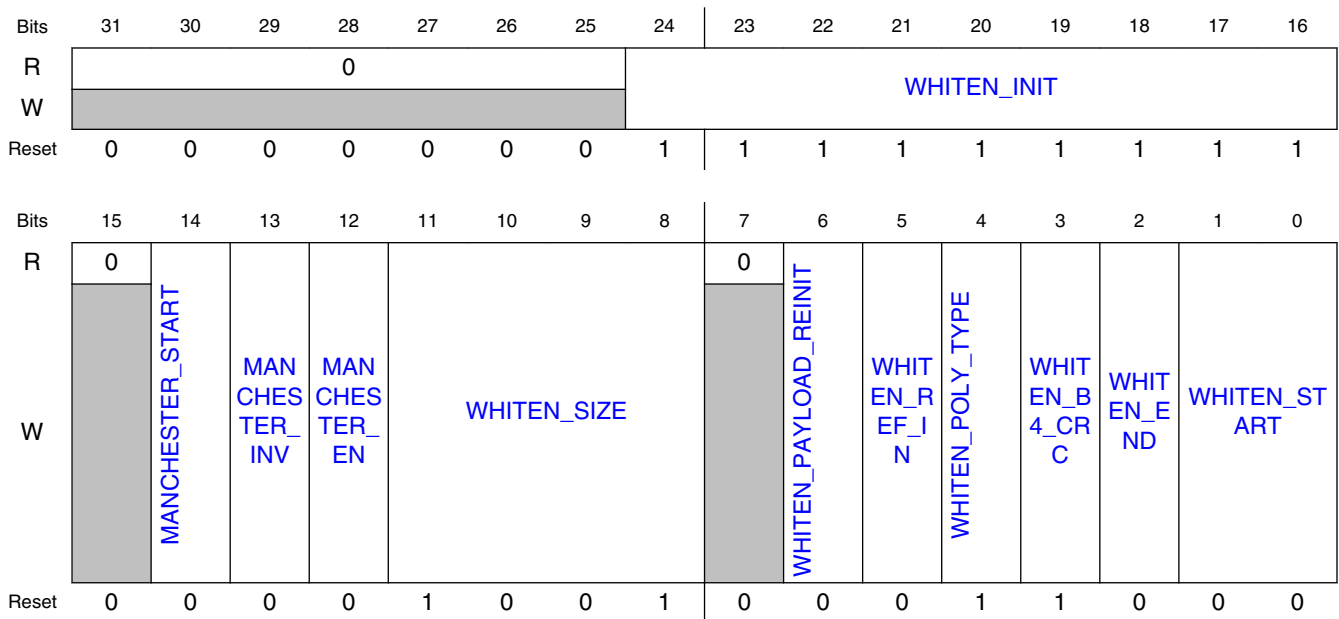 Bits 31 30 29 28 27 26 25 24 23 22 21 20 19 18 17 16
R 0
WHITEN_INIT
W
Reset 0 0 0 0 0 0 0 1 1 1 1 1 1 1 1 1
Bits 15 14 13 12 11 10 9 8 7 6 5 4 3 2 1 0
R 0 0
MANCHESTER_START
MAN
CHES
TER_
INV
MAN
CHES
TER_
EN
WHITEN_SIZE
WHITEN_PAYLOAD_REINIT
WHIT
EN_R
EF_I
N
WHITEN_POLY_TYPE
WHIT
EN_B
4_CR
C
WHIT
EN_E
ND
WHITEN_ST
ART
W
Reset 0 0 0 0 1 0 0 1 0 0 0 1 1 0 0 0